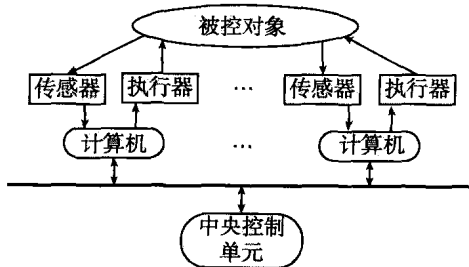 被控对象
传感器 执行器 … 传感器 执行器
计算机 … 计算机
中央控制
单元